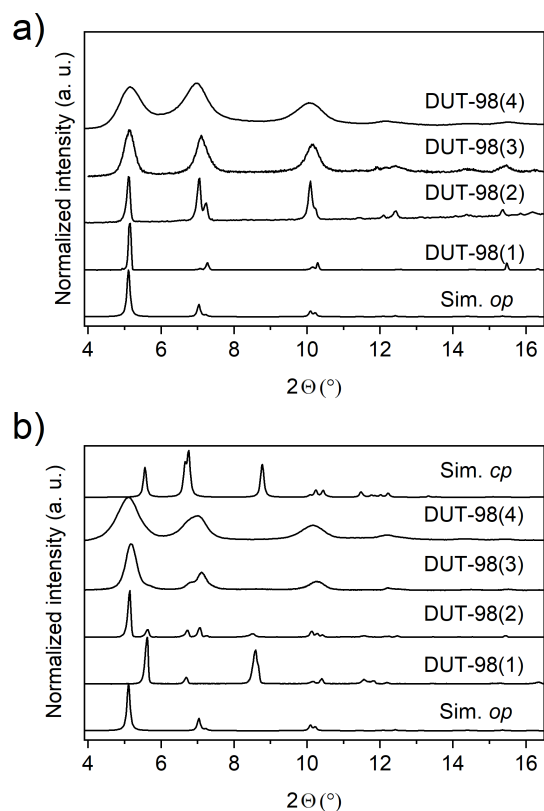 a)
Normalized intensity (a. u.)
DUT-98(4)
DUT-98(3)
DUT-98(2)
DUT-98(1)
Sim. op
4 6 8 10 12 14 16
2Θ (°)
b)
Normalized intensity (a. u.)
Sim. cp
DUT-98(4)
DUT-98(3)
DUT-98(2)
DUT-98(1)
Sim. op
4 6 8 10 12 14 16
2Θ (°)